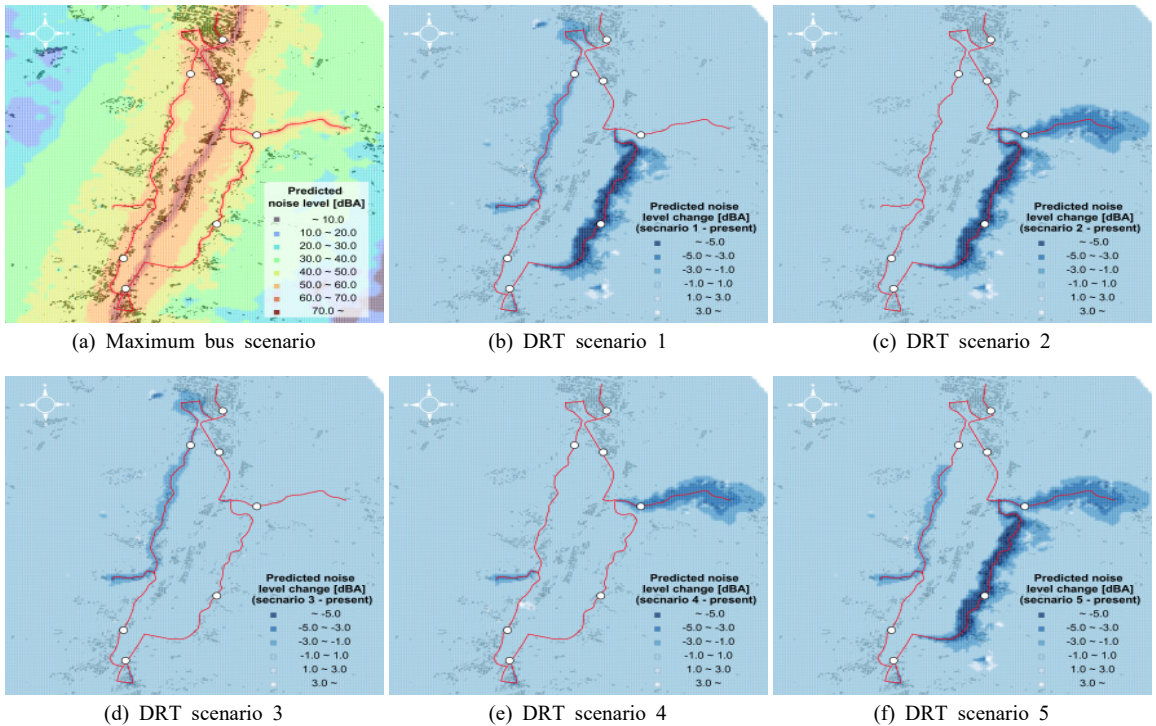 Predicted
noise level [dBA]
~ 10.0
10.0 ~ 20.0
20.0 ~ 30.0
30.0 ~ 40.0
40.0 ~ 50.0
50.0 ~ 60.0
60.0 ~ 70.0
70.0 ~
(a) Maximum bus scenario
Predicted noise
level change [dBA]
(secnario 1 - present)
~ -5.0
-5.0 ~ -3.0
-3.0 ~ -1.0
-1.0 ~ 1.0
1.0 ~ 3.0
3.0 ~
(b) DRT scenario 1
Predicted noise
level change [dBA]
(secnario 2 - present)
~ -5.0
-5.0 ~ -3.0
-3.0 ~ -1.0
-1.0 ~ 1.0
1.0 ~ 3.0
3.0 ~
(c) DRT scenario 2
Predicted noise
level change [dBA]
(secnario 3 - present)
~ -5.0
-5.0 ~ -3.0
-3.0 ~ -1.0
-1.0 ~ 1.0
1.0 ~ 3.0
3.0 ~
(d) DRT scenario 3
Predicted noise
level change [dBA]
(secnario 4 - present)
~ -5.0
-5.0 ~ -3.0
-3.0 ~ -1.0
-1.0 ~ 1.0
1.0 ~ 3.0
3.0 ~
(e) DRT scenario 4
Predicted noise
level change [dBA]
(secnario 5 - present)
~ -5.0
-5.0 ~ -3.0
-3.0 ~ -1.0
-1.0 ~ 1.0
1.0 ~ 3.0
3.0 ~
(f) DRT scenario 5